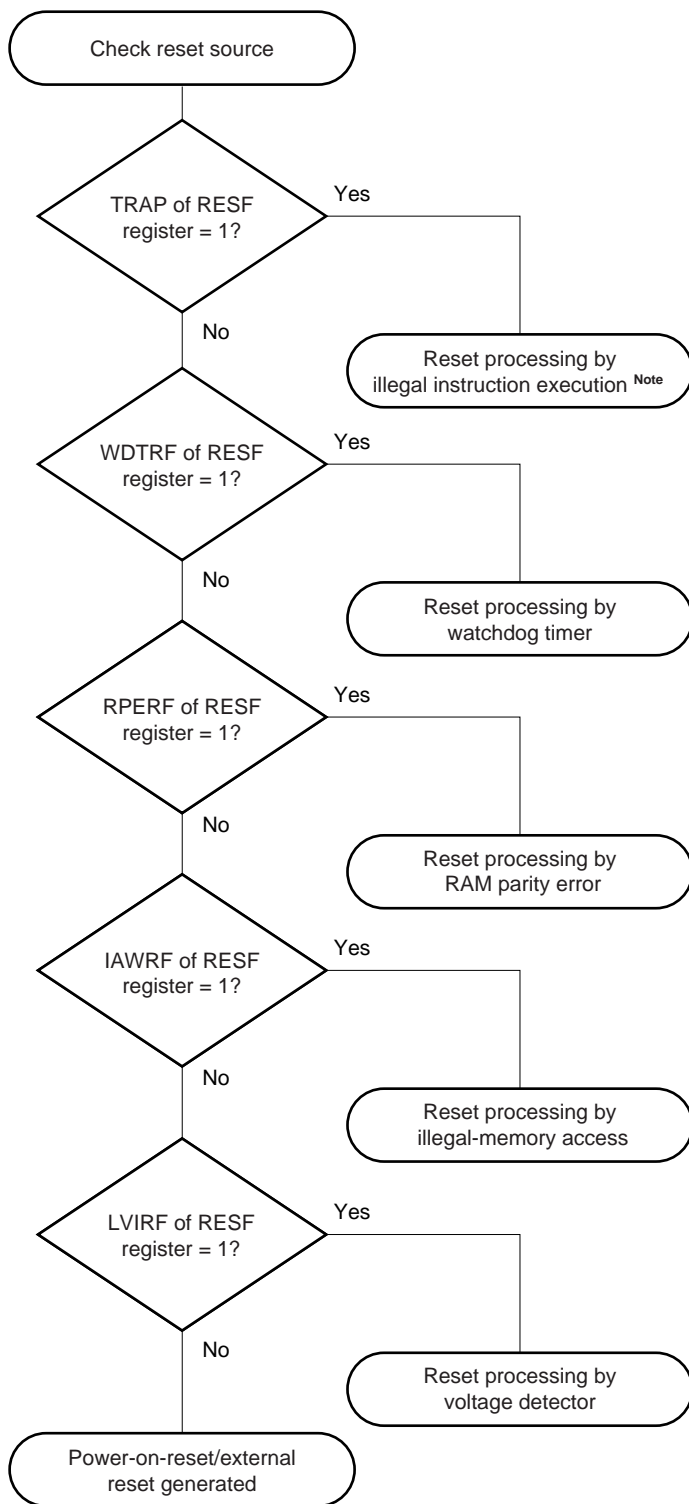 Check reset source
TRAP of RESF
register = 1?
Yes
No
Reset processing by
illegal instruction execution Note
WDTRF of RESF
register = 1?
Yes
No
Reset processing by
watchdog timer
RPERF of RESF
register = 1?
Yes
No
Reset processing by
RAM parity error
IAWRF of RESF
register = 1?
Yes
No
Reset processing by
illegal-memory access
LVIRF of RESF
register = 1?
Yes
No
Reset processing by
voltage detector
Power-on-reset/external
reset generated